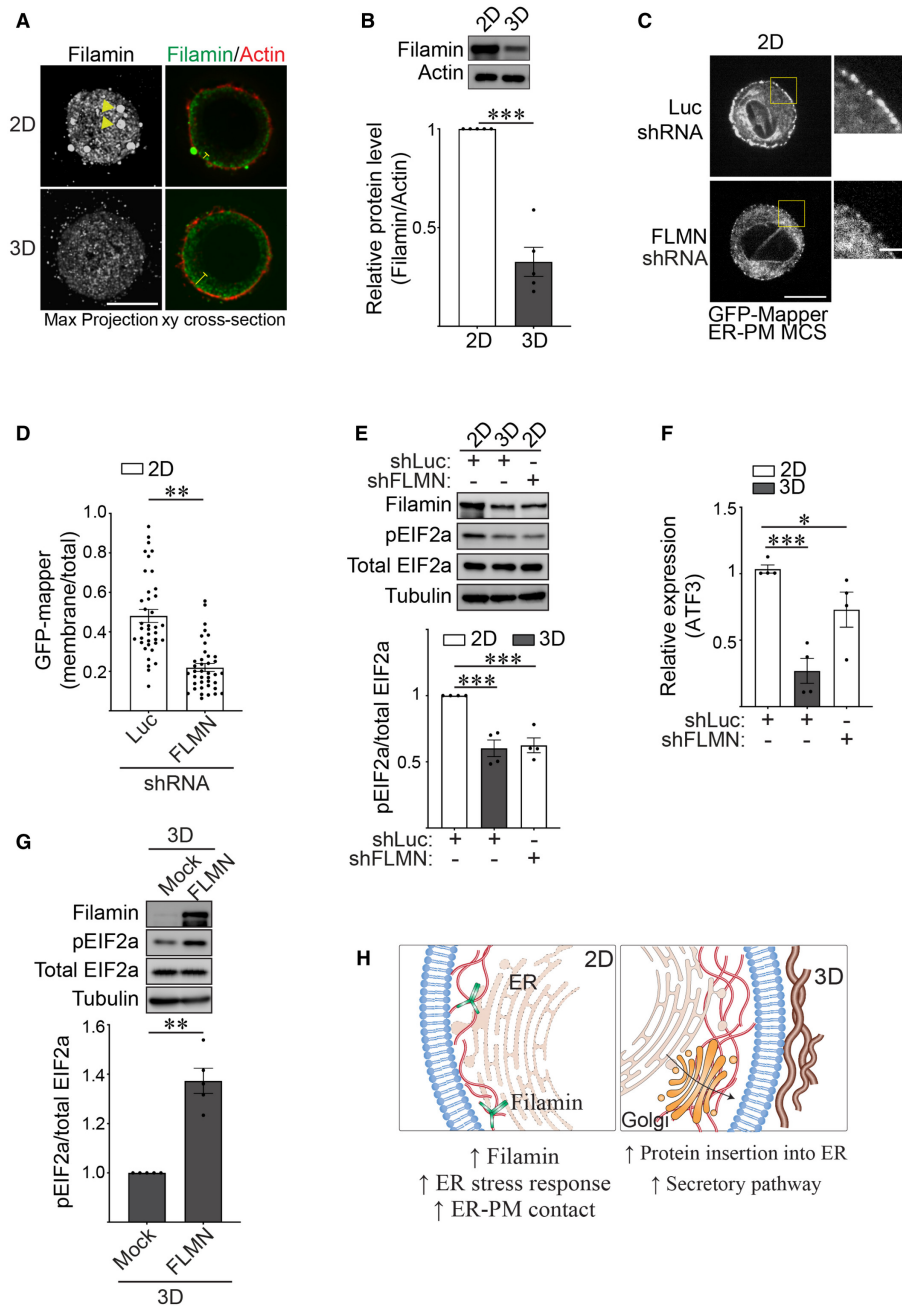 A
Filamin
Filamin/Actin
2D
3D
Max Projection
xy cross-section
B
2D
3D
Filamin
Actin
***
1
0.5
Relative protein level
(Filamin/Actin)
2D
3D
C
2D
Luc
shRNA
FLMN
shRNA
GFP-Mapper
ER-PM MCS
D
2D
**
1.0
0.8
0.6
0.4
0.2
GFP-mapper
(membrane/total)
Luc
FLMN
shRNA
E
2D
3D
2D
shLuc: + + -
shFLMN: - - +
Filamin
pEIF2a
Total EIF2a
Tubulin
2D
3D
***
***
1
0.5
pEIF2a/total EIF2a
shLuc: + + -
shFLMN: - - +
F
2D
3D
*
***
1
0.5
Relative expression
(ATF3)
shLuc: + + -
shFLMN: - - +
G
3D
Mock
FLMN
Filamin
pEIF2a
Total EIF2a
Tubulin
1.6
**
1.4
1.2
1.0
pEIF2a/total EIF2a
Mock
FLMN
3D
H
2D
ER
Filamin
3D
Golgi
↑ Filamin
↑ ER stress response
↑ ER-PM contact
↑ Protein insertion into ER
↑ Secretory pathway